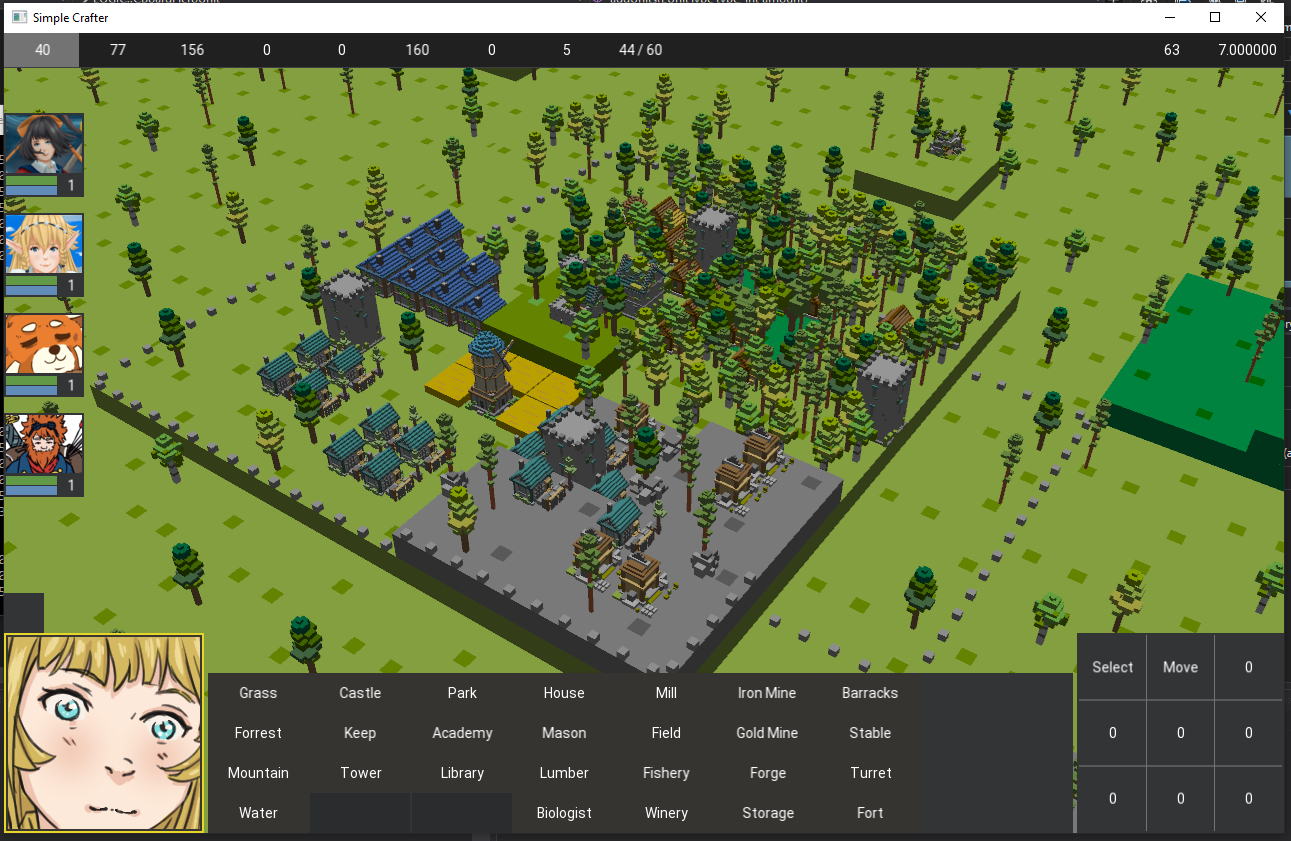 Simple Crafter
40 77 156 0 0 160 0 5 44 / 60 63 7.000000
1
1
1
1
Grass Castle Park House Mill Iron Mine Barracks
Forrest Keep Academy Mason Field Gold Mine Stable
Mountain Tower Library Lumber Fishery Forge Turret
Water Biologist Winery Storage Fort
Select Move 0
0 0 0
0 0 0